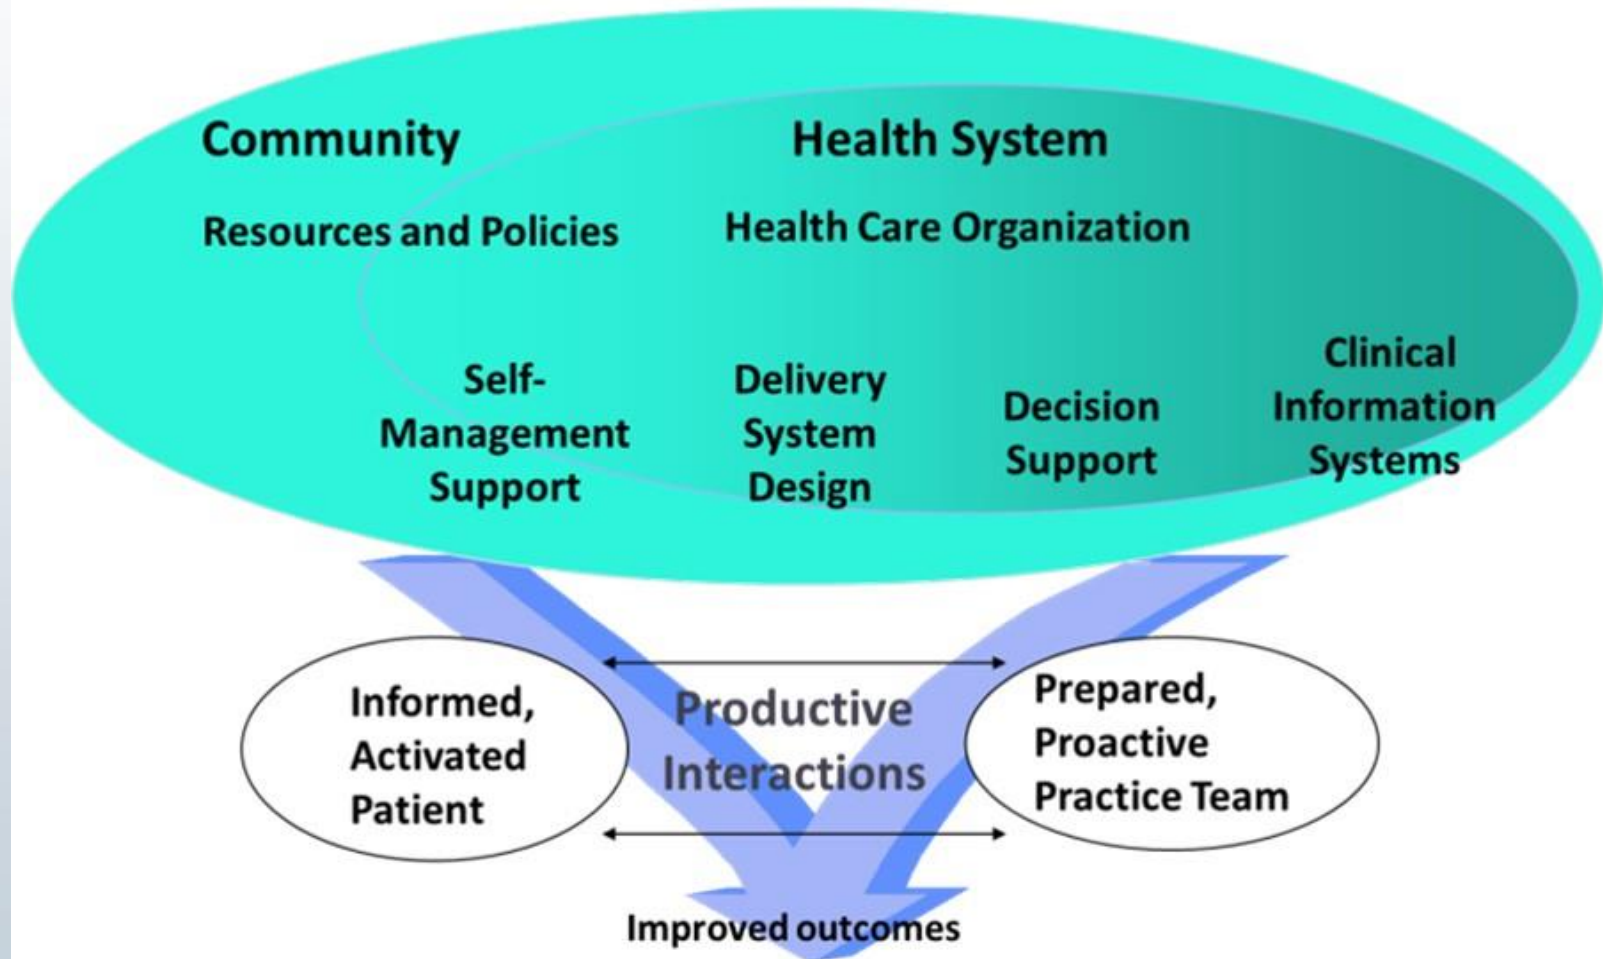 Community
Health System
Resources and Policies
Health Care Organization
Self-
Management
Support
Delivery
System
Design
Decision
Support
Clinical
Information
Systems
Informed,
Activated
Patient
Productive
Interactions
Prepared,
Proactive
Practice Team
Improved outcomes